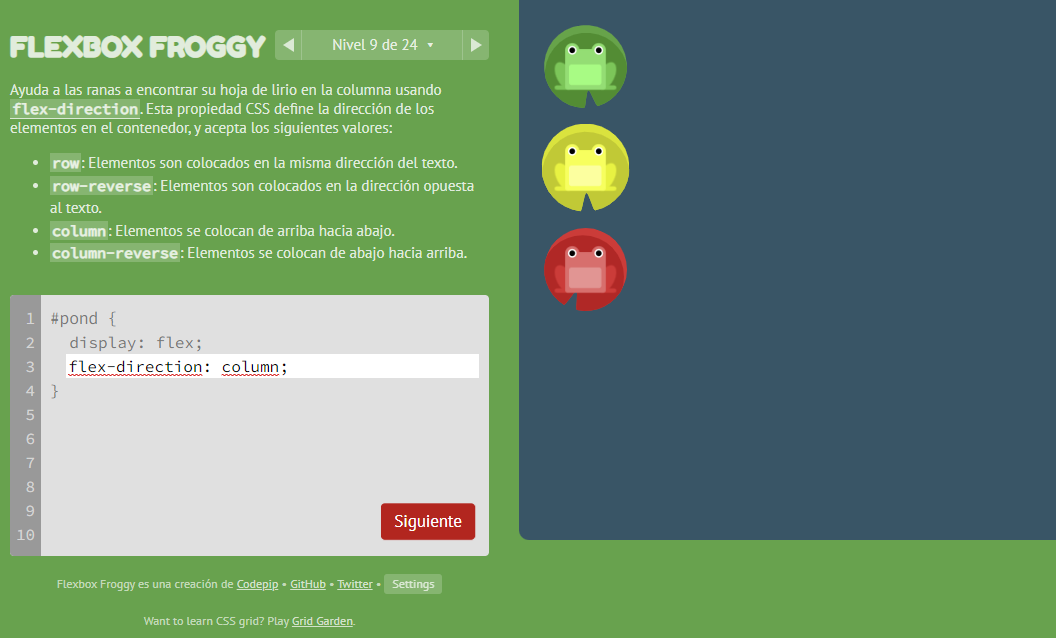 FLEXBOX FROGGY
Nivel 9 de 24
Ayuda a las ranas a encontrar su hoja de lirio en la columna usando
flex-direction. Esta propiedad CSS define la dirección de los
elementos en el contenedor, y acepta los siguientes valores:
• row: Elementos son colocados en la misma dirección del texto.
• row-reverse: Elementos son colocados en la dirección opuesta
al texto.
• column: Elementos se colocan de arriba hacia abajo.
• column-reverse: Elementos se colocan de abajo hacia arriba.
1 #pond {
2 display: flex;
3 flex-direction: column;
4 }
5
6
7
8
9
10
Siguiente
Flexbox Froggy es una creación de Codepip • GitHub • Twitter • Settings
Want to learn CSS grid? Play Grid Garden.